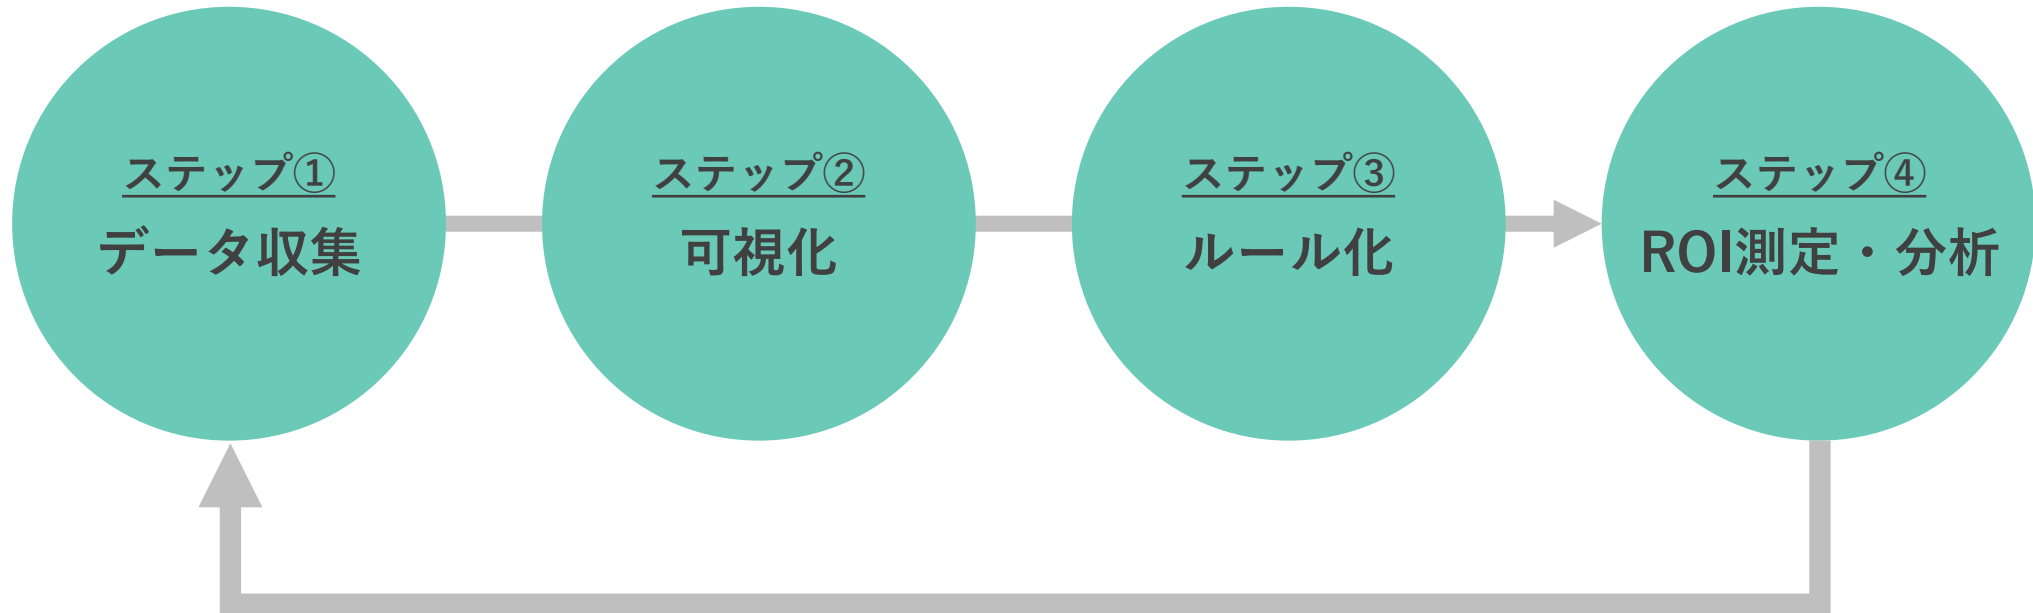 ステップ①
データ収集
ステップ②
可視化
ステップ③
ルール化
ステップ④
ROI測定・分析